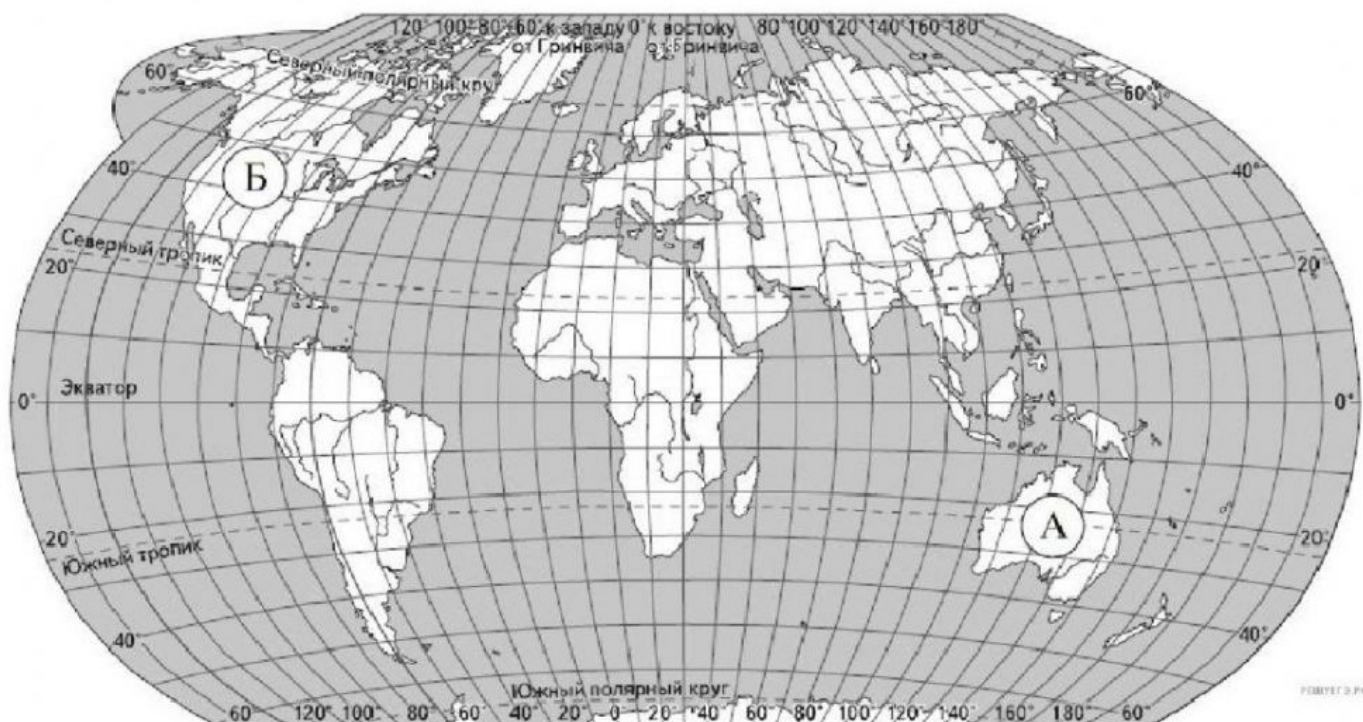 120° 100° 80° 60° к западу 0° к востоку 80° 100° 120° 140° 160° 180°
от Гринвича от Гринвича
60°
Северный полярный круг
60°
40°
Б
40°
Северный тропик
20°
20°
Экватор
0°
0°
А
20°
Южный тропик
20°
40°
40°
Южный полярный круг
60° 120° 100° 80° 60° 40° 20° 0° 20° 40° 60° 80° 100° 120° 140° 160° 180° 60°